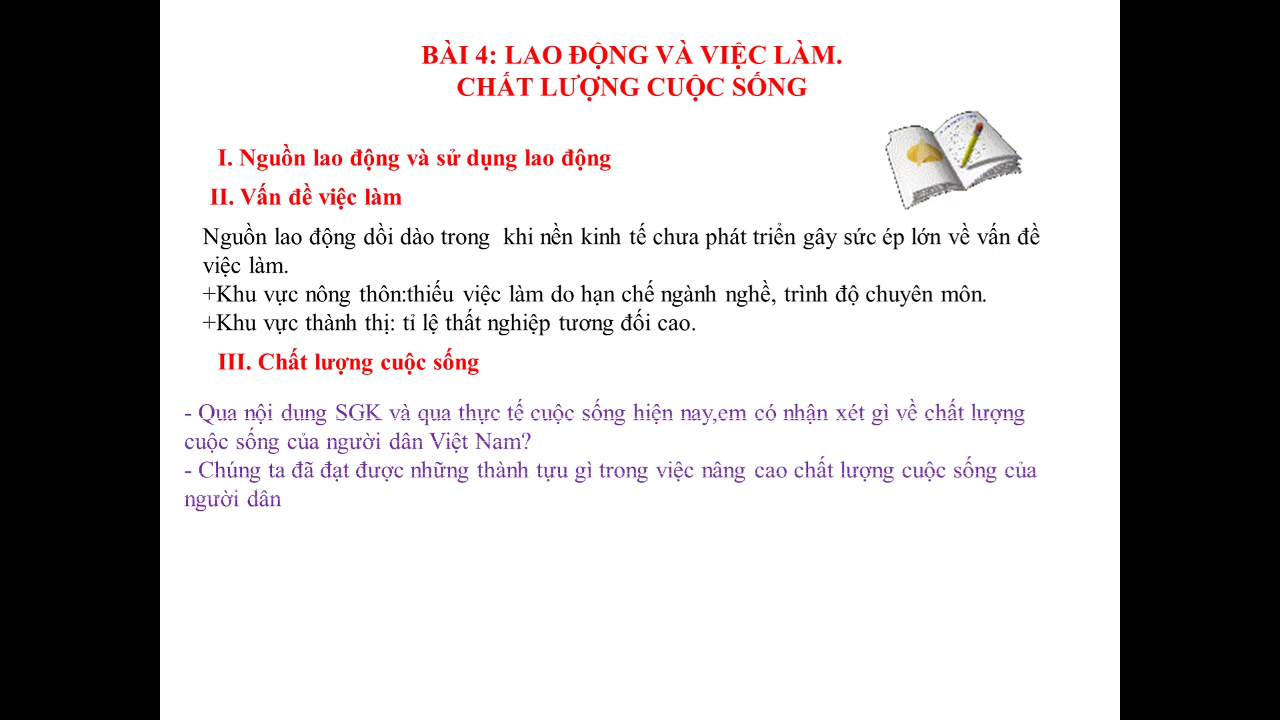 BÀI 4: LAO ĐỘNG VÀ VIỆC LÀM.
CHẤT LƯỢNG CUỘC SỐNG
I. Nguồn lao động và sử dụng lao động
II. Vấn đề việc làm
Nguồn lao động dồi dào trong khi nền kinh tế chưa phát triển gây sức ép lớn về vấn đề
việc làm.
+Khu vực nông thôn:thiếu việc làm do hạn chế ngành nghề, trình độ chuyên môn.
+Khu vực thành thị: tỉ lệ thất nghiệp tương đối cao.
III. Chất lượng cuộc sống
- Qua nội dung SGK và qua thực tế cuộc sống hiện nay,em có nhận xét gì về chất lượng
cuộc sống của người dân Việt Nam?
- Chúng ta đã đạt được những thành tựu gì trong việc nâng cao chất lượng cuộc sống của
người dân